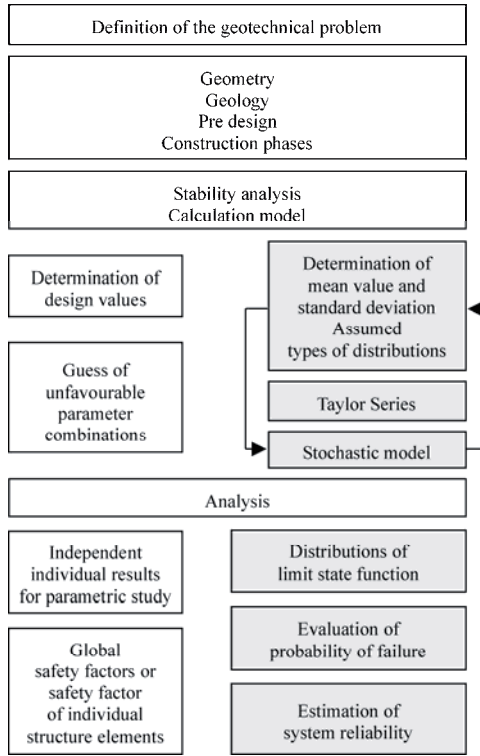 Definition of the geotechnical problem
Geometry
Geology
Pre design
Construction phases
Stability analysis
Calculation model
Determination of
design values
Guess of
unfavourable
parameter
combinations
Determination of
mean value and
standard deviation
Assumed
types of distributions
Taylor Series
Stochastic model
Analysis
Independent
individual results
for parametric study
Global
safety factors or
safety factor
of individual
structure elements
Distributions of
limit state function
Evaluation of
probability of failure
Estimation of
system reliability